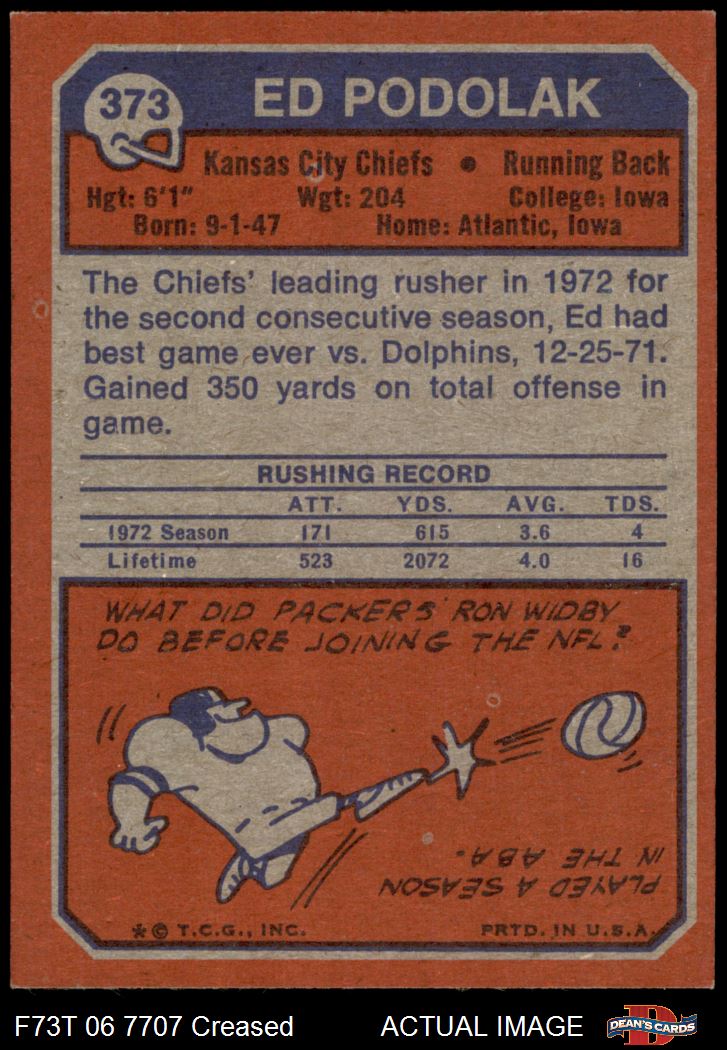 373
ED PODOLAK
Kansas City Chiefs • Running Back
Hgt: 6'1" Wgt: 204 College: Iowa
Born: 9-1-47 Home: Atlantic, Iowa
The Chiefs' leading rusher in 1972 for
the second consecutive season, Ed had
best game ever vs. Dolphins, 12-25-71.
Gained 350 yards on total offense in
game.
RUSHING RECORD
ATT. YDS. AVG. TDS.
1972 Season 171 615 3.6 4
Lifetime 523 2072 4.0 16
WHAT DID PACKERS' RON WIDBY
DO BEFORE JOINING THE NFL?
PLAYED A SEASON
IN THE ABA.
*© T.C.G., INC. PRTD. IN U.S.A.
F73T 06 7707 Creased ACTUAL IMAGE
DEAN'S CARDS